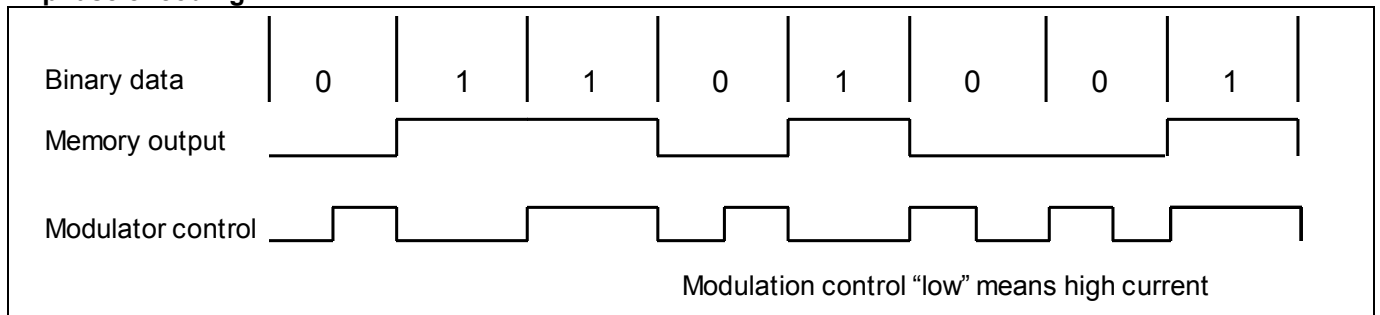 Binary data 0 1 1 0 1 0 0 1
Memory output
Modulator control
Modulation control “low” means high current